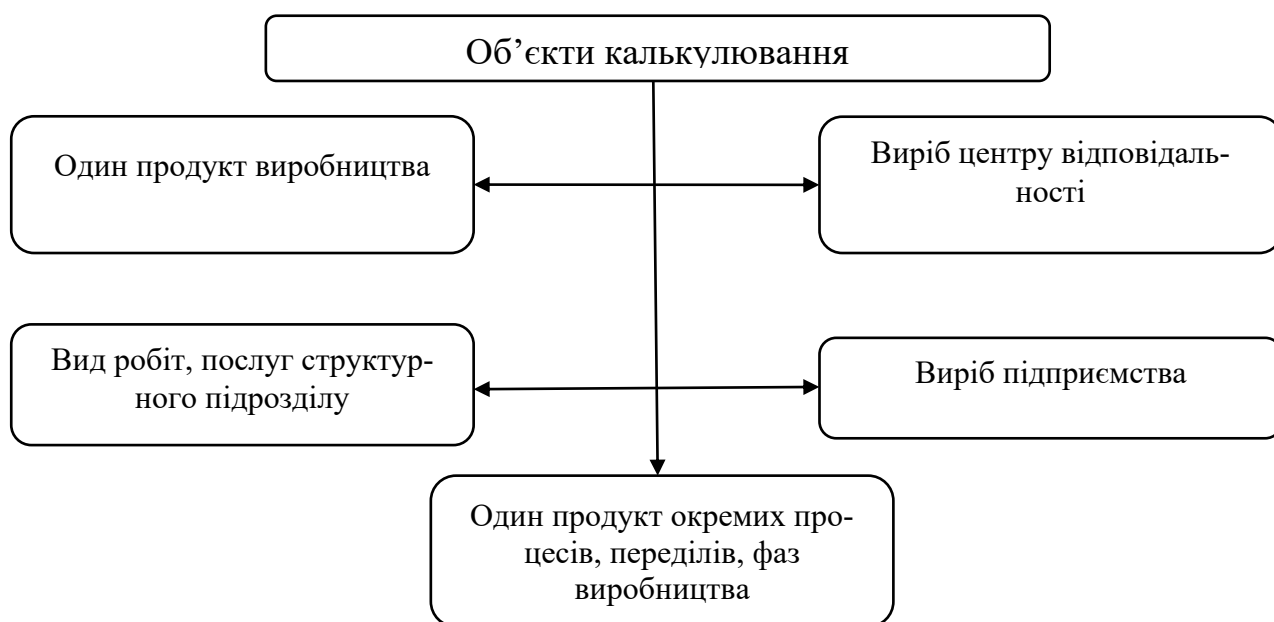 Об’єкти калькулювання
Один продукт виробництва
Виріб центру відповідаль-
ності
Вид робіт, послуг структур-
ного підрозділу
Виріб підприємства
Один продукт окремих про-
цесів, переділів, фаз
виробництва